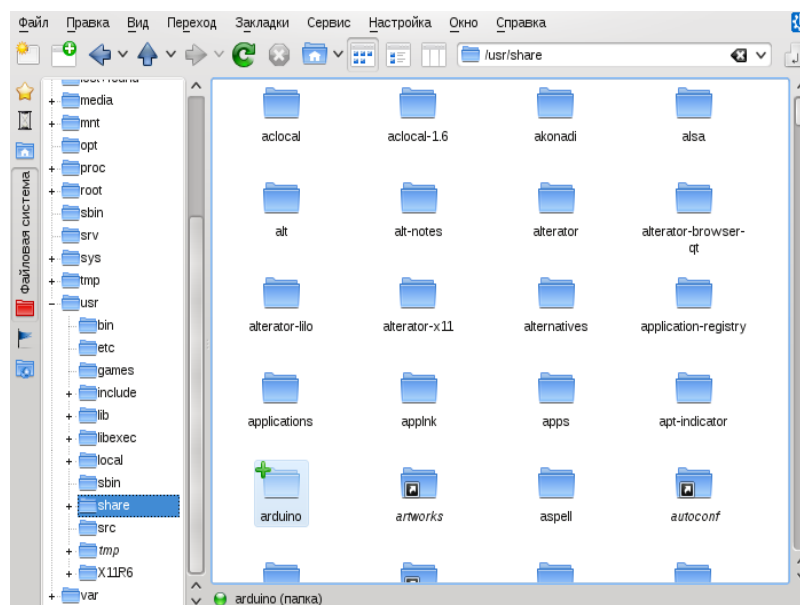 Файл Правка Вид Переход Закладки Сервис Настройка Окно Справка
/usr/share
Файловая система
media
mnt
opt
proc
root
sbin
srv
sys
tmp
usr
bin
etc
games
include
lib
libexec
local
sbin
share
src
tmp
X11R6
var
aclocal aclocal-1.6 akonadi alsa
alt alt-notes alterator alterator-browser-
qt
alterator-lilo alterator-x11 alternatives application-registry
applications applnk apps apt-indicator
arduino artworks aspell autoconf
arduino (папка)